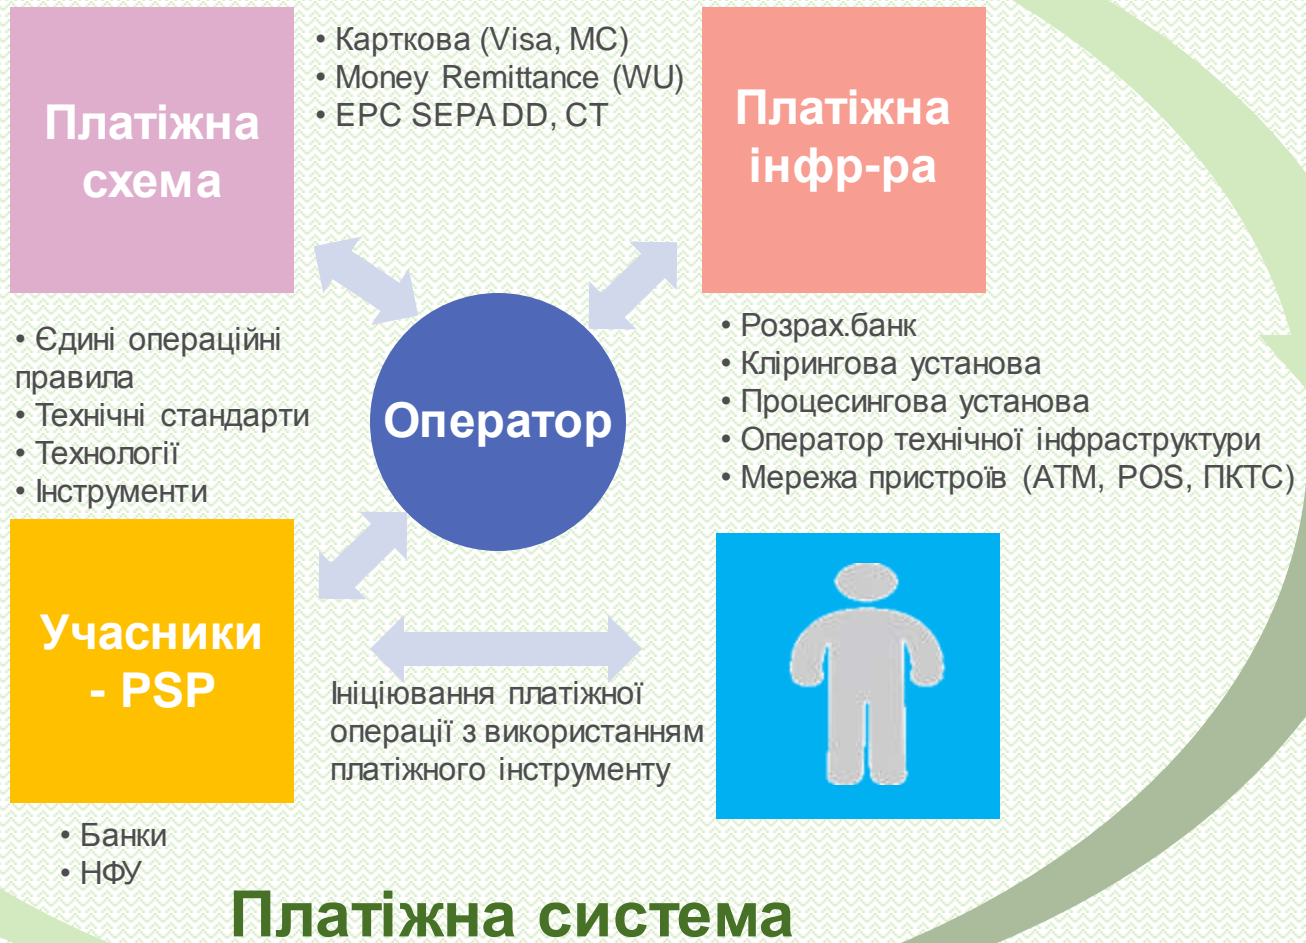 Платіжна
схема
• Карткова (Visa, MC)
• Money Remittance (WU)
• EPC SEPA DD, CT
Платіжна
інфр-ра
• Єдині операційні
правила
• Технічні стандарти
• Технології
• Інструменти
Оператор
• Розрах.банк
• Клірингова установа
• Процесингова установа
• Оператор технічної інфраструктури
• Мережа пристроїв (ATM, POS, ПКТС)
Учасники
- PSP
Ініціювання платіжної
операції з використанням
платіжного інструменту
• Банки
• НФУ
Платіжна система